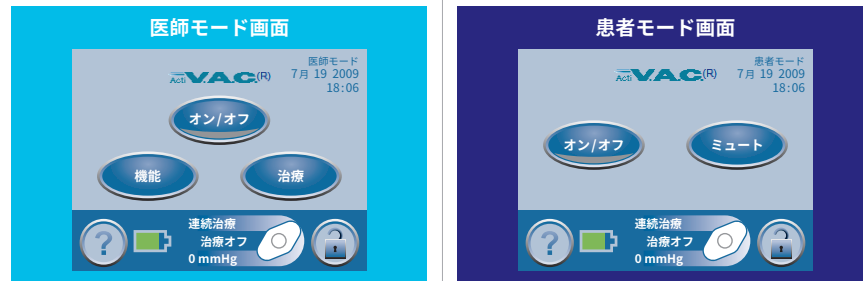 医師モード画面
医師モード
Acti V.A.C.(R)
7月 19 2009
18:06
オン/オフ
機能
治療
?
連続治療
治療オフ
0 mmHg
患者モード画面
患者モード
Acti V.A.C.(R)
7月 19 2009
18:06
オン/オフ
ミュート
?
連続治療
治療オフ
0 mmHg